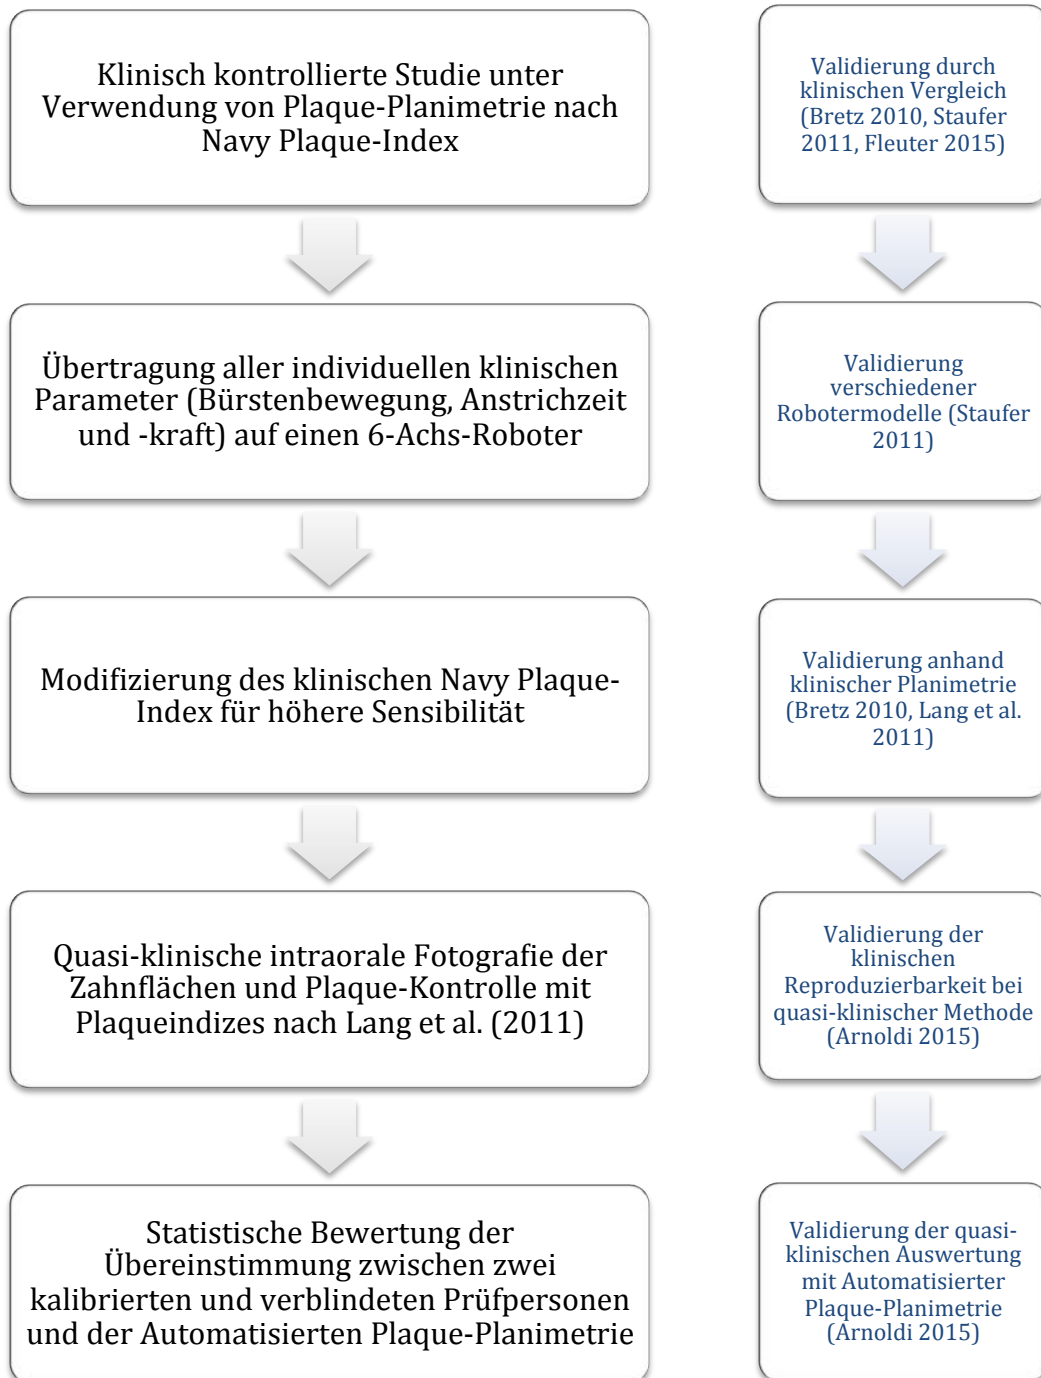 Klinisch kontrollierte Studie unter
Verwendung von Plaque-Planimetrie nach
Navy Plaque-Index
Validierung durch
klinischen Vergleich
(Bretz 2010, Staufer
2011, Fleuter 2015)
Übertragung aller individuellen klinischen
Parameter (Bürstenbewegung, Anstrichzeit
und -kraft) auf einen 6-Achs-Roboter
Validierung
verschiedener
Robotermodelle (Staufer
2011)
Modifizierung des klinischen Navy Plaque-
Index für höhere Sensibilität
Validierung anhand
klinischer Planimetrie
(Bretz 2010, Lang et al.
2011)
Quasi-klinische intraorale Fotografie der
Zahnflächen und Plaque-Kontrolle mit
Plaqueindizes nach Lang et al. (2011)
Validierung der
klinischen
Reproduzierbarkeit bei
quasi-klinischer Methode
(Arnoldi 2015)
Statistische Bewertung der
Übereinstimmung zwischen zwei
kalibrierten und verblindeten Prüfpersonen
und der Automatisierten Plaque-Planimetrie
Validierung der quasi-
klinischen Auswertung
mit Automatisierter
Plaque-Planimetrie
(Arnoldi 2015)